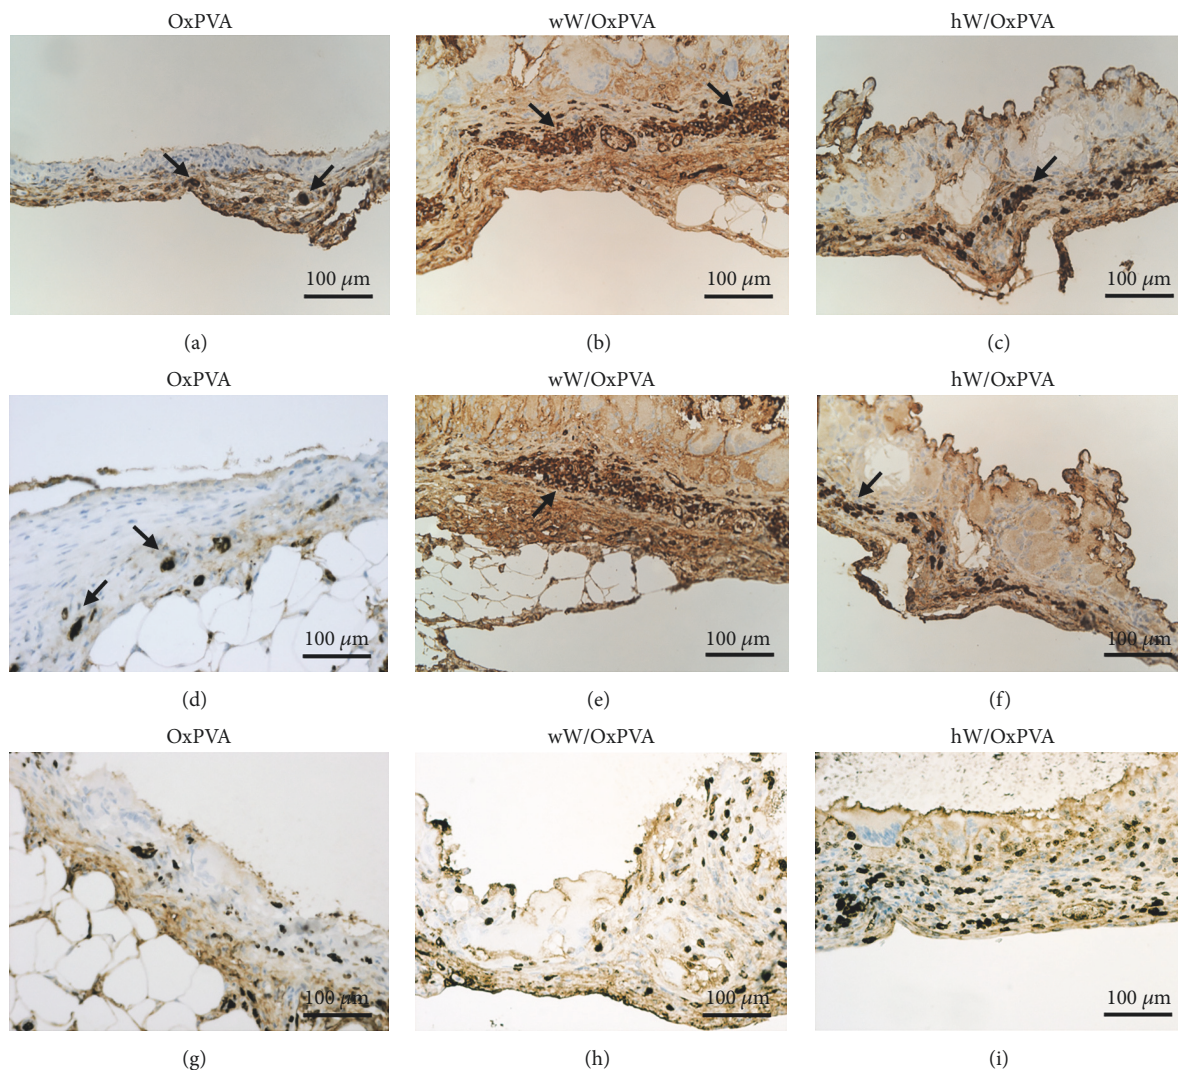 OxPVA
wW/OxPVA
hW/OxPVA
100 µm
100 µm
100 µm
(a)
(b)
(c)
OxPVA
wW/OxPVA
hW/OxPVA
100 µm
100 µm
100 µm
(d)
(e)
(f)
OxPVA
wW/OxPVA
hW/OxPVA
100 µm
100 µm
100 µm
(g)
(h)
(i)